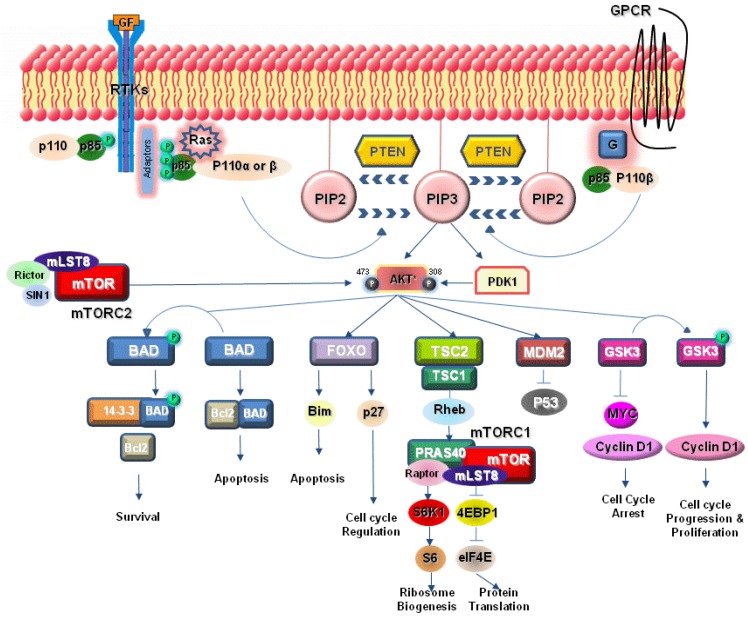 GF
GPCR
RTKs
p110
p85
P
Adaptors
P
P
P
Ras
p85
P110α or β
PTEN
PTEN
G
p85
P110β
PIP2
PIP3
PIP2
mLST8
Rictor
mTOR
SIN1
mTORC2
473
P
AKT
308
P
PDK1
BAD
P
BAD
FOXO
TSC2
MDM2
GSK3
GSK3
P
TSC1
14-3-3
BAD
P
Bcl2
BAD
Bim
p27
Rheb
P53
MYC
Bcl2
PRAS40
mTORC1
mTOR
Raptor
mLST8
Cyclin D1
Cyclin D1
Apoptosis
Apoptosis
Survival
Cell cycle
Regulation
S6K1
4EBP1
Cell Cycle
Arrest
Cell cycle
Progression &
Proliferation
S6
eIF4E
Ribosome
Biogenesis
Protein
Translation